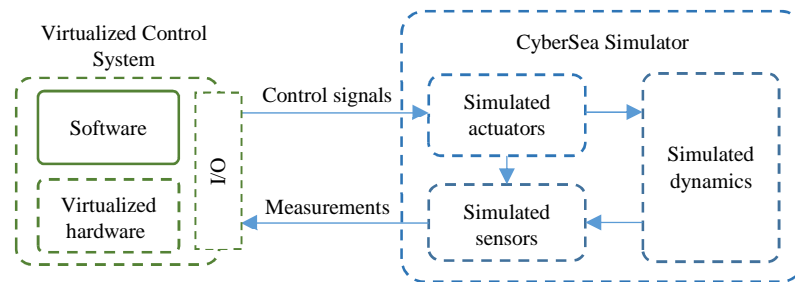 Virtualized Control
System
Software
Virtualized
hardware
I/O
Control signals
Measurements
CyberSea Simulator
Simulated
actuators
Simulated
sensors
Simulated
dynamics